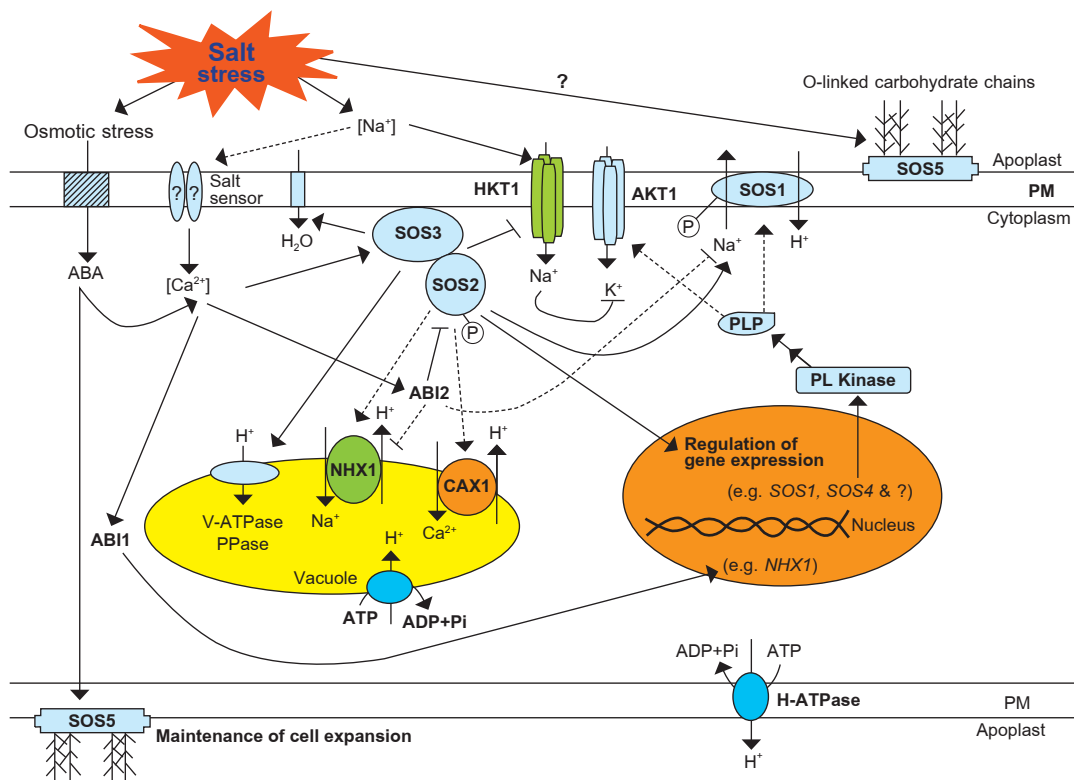 Salt
stress
?
O-linked carbohydrate chains
Osmotic stress
[Na⁺]
? ?
Salt
sensor
HKT1
AKT1
SOS1
SOS5
Apoplast
PM
Cytoplasm
P
H₂O
SOS3
Na⁺
H⁺
ABA
[Ca²⁺]
SOS2
Na⁺
K⁺
P
PLP
PL Kinase
ABI2
H⁺
H⁺
H⁺
NHX1
CAX1
Regulation of
gene expression
(e.g. SOS1, SOS4 & ?)
Nucleus
(e.g. NHX1)
V-ATPase
PPase
Na⁺
Ca²⁺
ABI1
H⁺
Vacuole
ATP
ADP+Pi
ADP+Pi
ATP
H-ATPase
PM
Apoplast
H⁺
SOS5
Maintenance of cell expansion